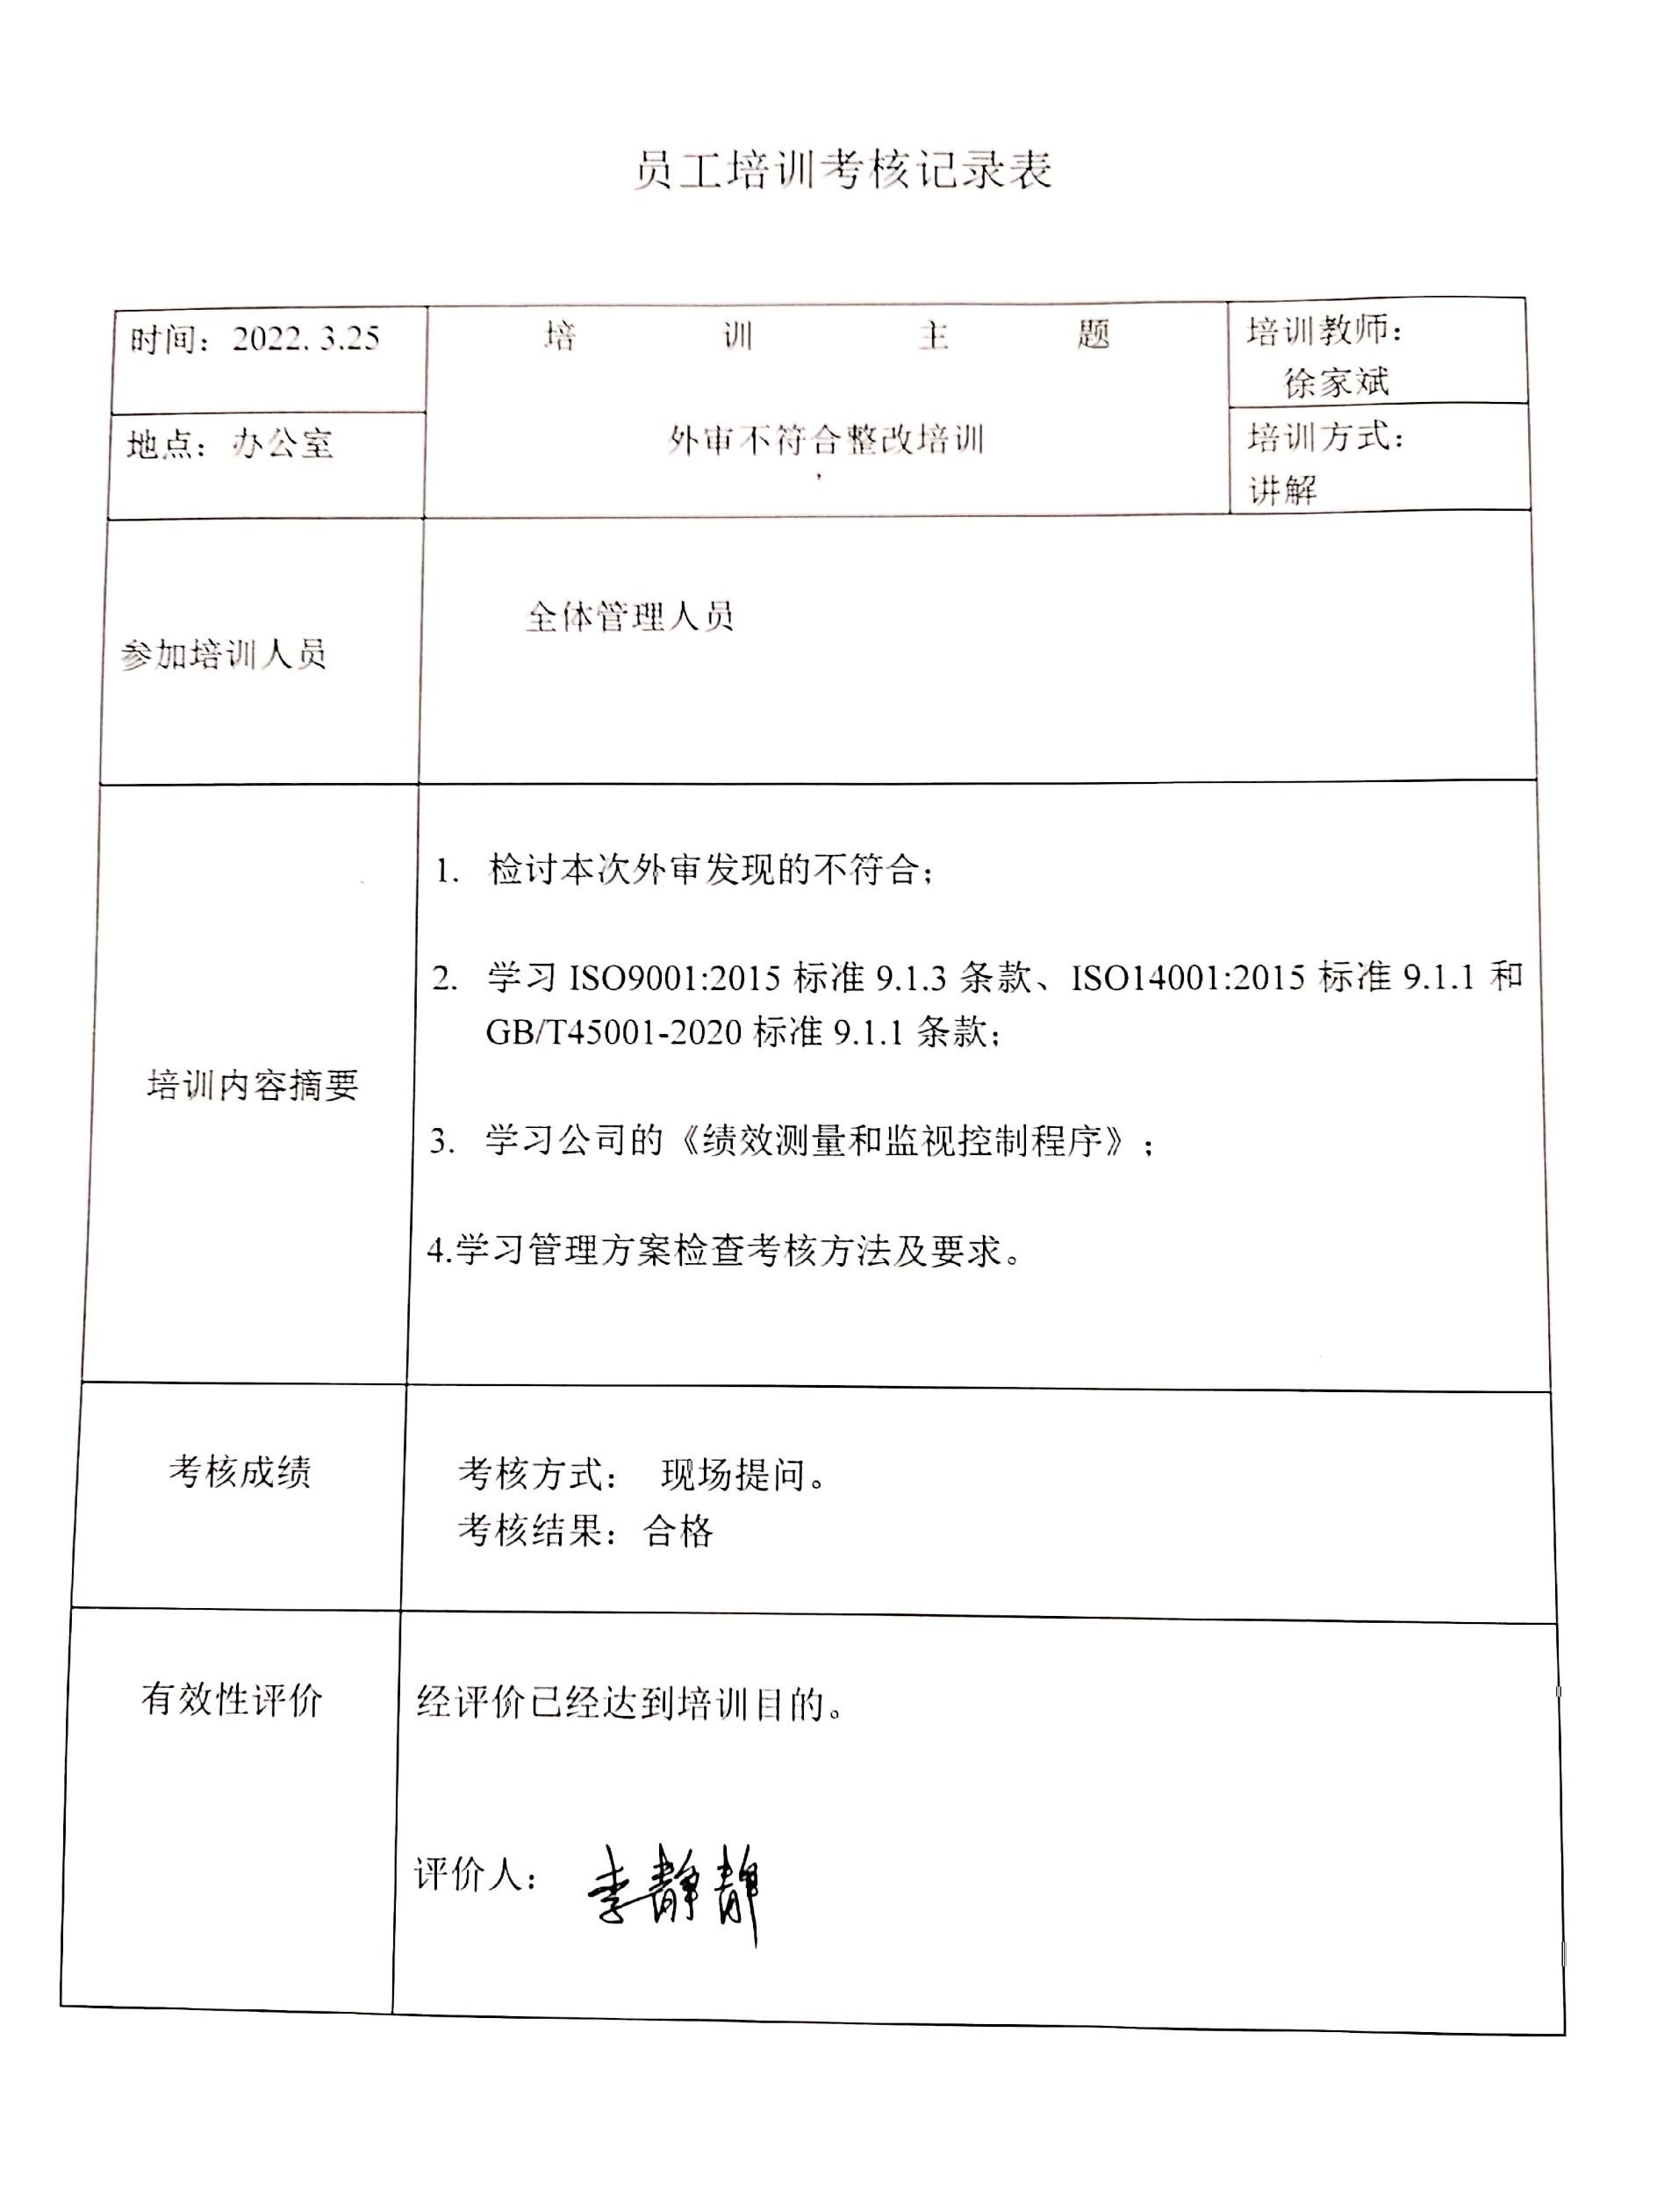 员工培训考核记录表
时间：2022. 3.25
培 训 主 题
培训教师：
徐家斌
地点：办公室
外审不符合整改培训
培训方式：
讲解
参加培训人员
全体管理人员
培训内容摘要
1. 检讨本次外审发现的不符合；
2. 学习 ISO9001:2015 标准 9.1.3 条款、ISO14001:2015 标准 9.1.1 和
GB/T45001-2020 标准 9.1.1 条款；
3. 学习公司的《绩效测量和监视控制程序》；
4.学习管理方案检查考核方法及要求。
考核成绩
考核方式： 现场提问。
考核结果：合格
有效性评价
经评价已经达到培训目的。
评价人： 李静静